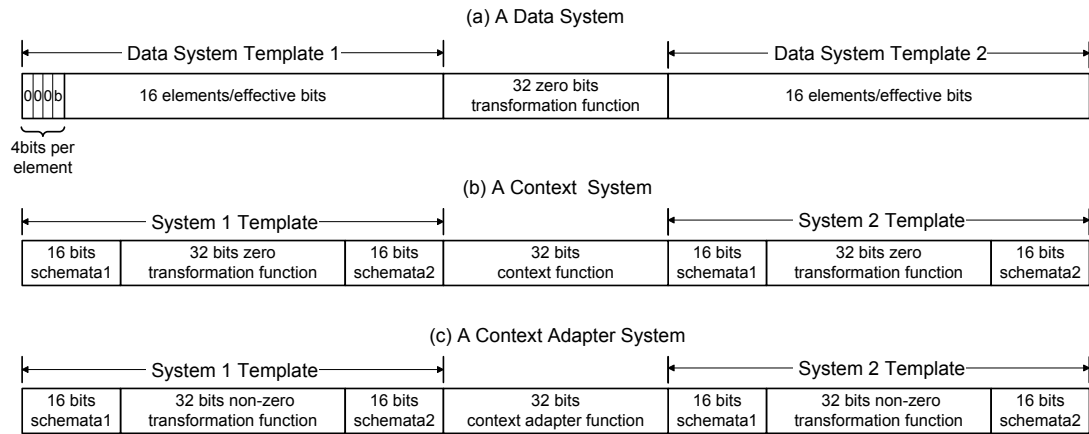 (a) A Data System
Data System Template 1
Data System Template 2
0 0 0 b
16 elements/effective bits
32 zero bits
transformation function
16 elements/effective bits
4bits per
element
(b) A Context System
System 1 Template
System 2 Template
16 bits
schemata1
32 bits zero
transformation function
16 bits
schemata2
32 bits
context function
16 bits
schemata1
32 bits zero
transformation function
16 bits
schemata2
(c) A Context Adapter System
System 1 Template
System 2 Template
16 bits
schemata1
32 bits non-zero
transformation function
16 bits
schemata2
32 bits
context adapter function
16 bits
schemata1
32 bits non-zero
transformation function
16 bits
schemata2